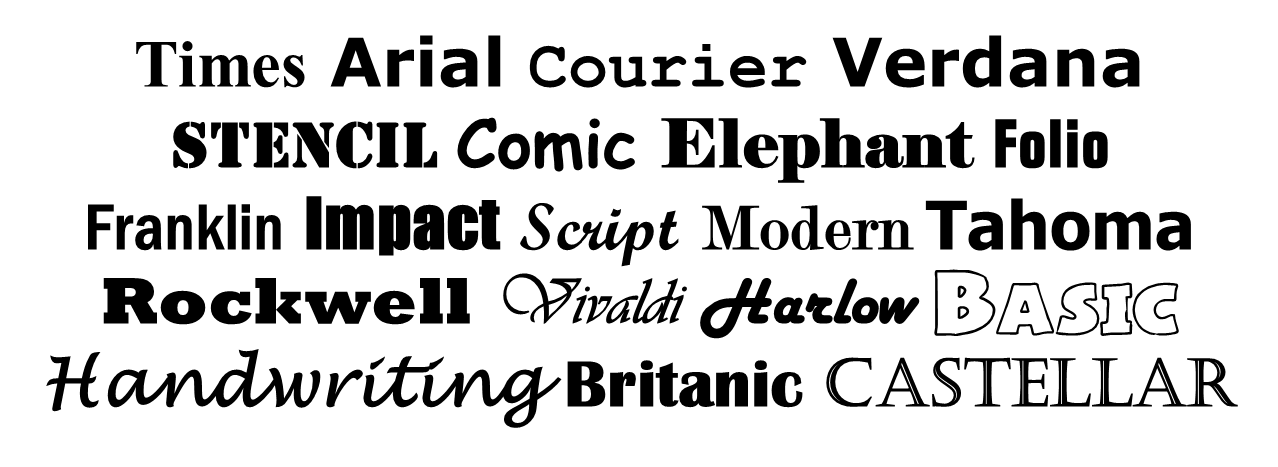 Times Arial Courier Verdana
STENCIL Comic Elephant Folio
Franklin Impact Script Modern Tahoma
Rockwell Vivaldi Harlow BASIC
Handwriting Britanic CASTELLAR